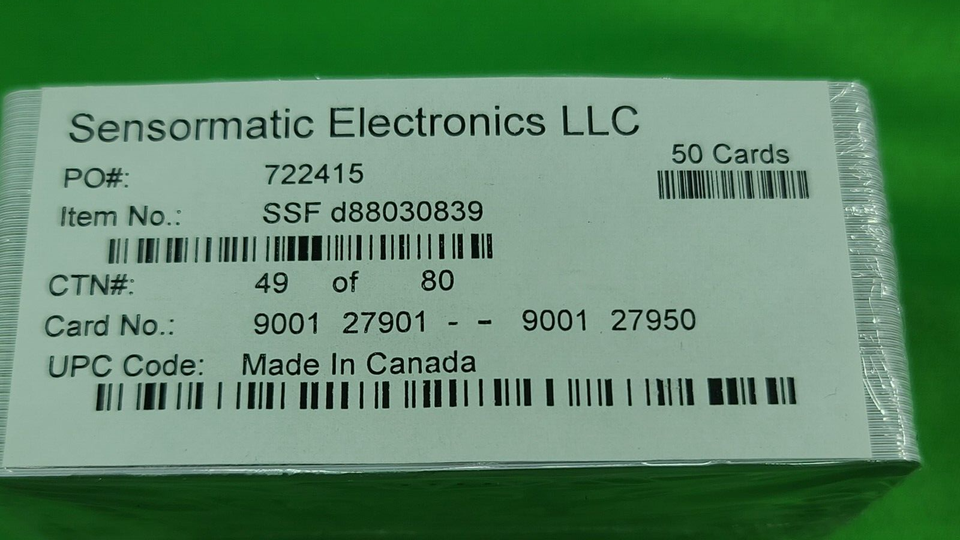 Sensormatic Electronics LLC
50 Cards
PO#: 722415
Item No.: SSF d88030839
CTN#: 49 of 80
Card No.: 9001 27901 - - 9001 27950
UPC Code: Made In Canada